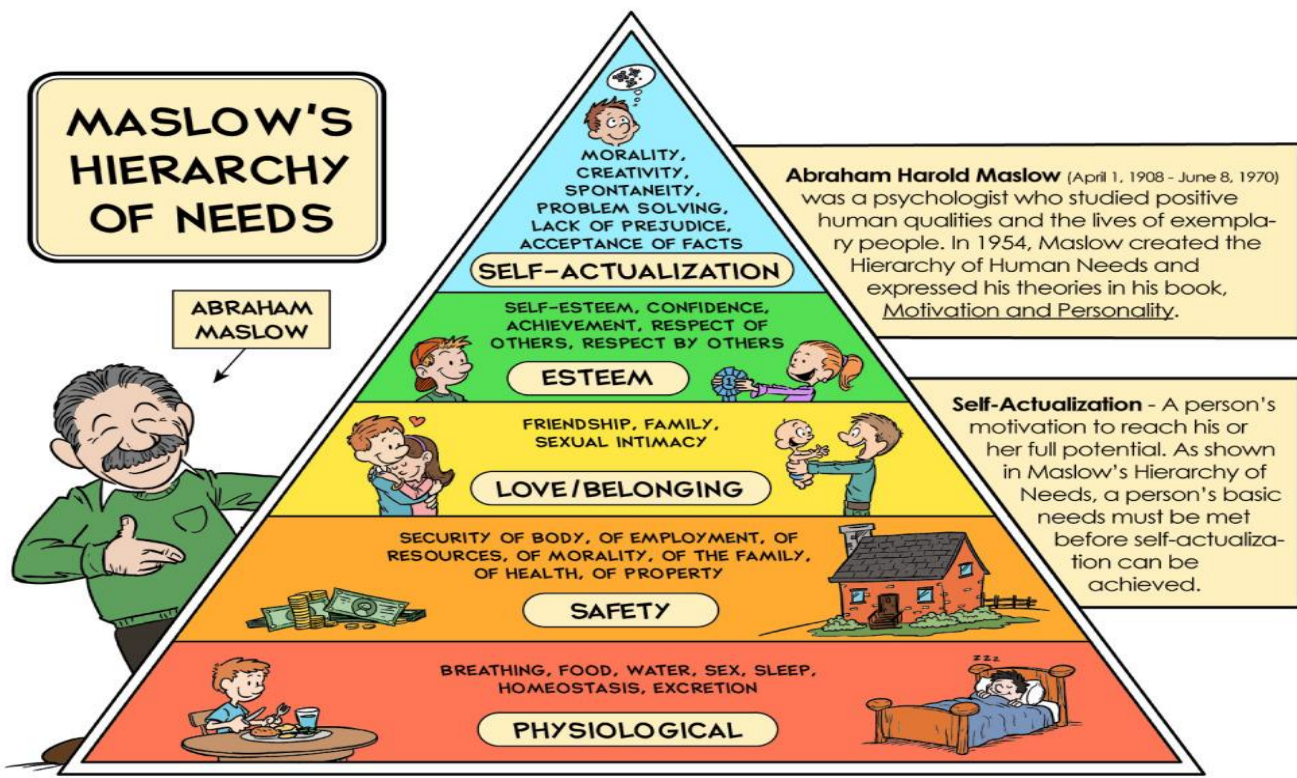 MASLOW'S
HIERARCHY
OF NEEDS
ABRAHAM
MASLOW
MORALITY,
CREATIVITY,
SPONTANEITY,
PROBLEM SOLVING,
LACK OF PREJUDICE,
ACCEPTANCE OF FACTS
SELF-ACTUALIZATION
SELF-ESTEEM, CONFIDENCE,
ACHIEVEMENT, RESPECT OF
OTHERS, RESPECT BY OTHERS
ESTEEM
1
FRIENDSHIP, FAMILY,
SEXUAL INTIMACY
LOVE/BELONGING
SECURITY OF BODY, OF EMPLOYMENT, OF
RESOURCES, OF MORALITY, OF THE FAMILY,
OF HEALTH, OF PROPERTY
SAFETY
BREATHING, FOOD, WATER, SEX, SLEEP,
HOMEOSTASIS, EXCRETION
PHYSIOLOGICAL
zzz
Abraham Harold Maslow (April 1, 1908 - June 8, 1970)
was a psychologist who studied positive
human qualities and the lives of exempla-
ry people. In 1954, Maslow created the
Hierarchy of Human Needs and
expressed his theories in his book,
Motivation and Personality.
Self-Actualization - A person's
motivation to reach his or
her full potential. As shown
in Maslow's Hierarchy of
Needs, a person's basic
needs must be met
before self-actualiza-
tion can be
achieved.